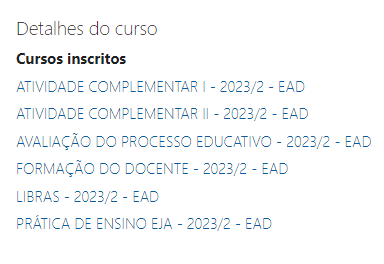 Detalhes do curso
Cursos inscritos
ATIVIDADE COMPLEMENTAR I - 2023/2 - EAD
ATIVIDADE COMPLEMENTAR II - 2023/2 - EAD
AVALIAÇÃO DO PROCESSO EDUCATIVO - 2023/2 - EAD
FORMAÇÃO DO DOCENTE - 2023/2 - EAD
LIBRAS - 2023/2 - EAD
PRÁTICA DE ENSINO EJA - 2023/2 - EAD